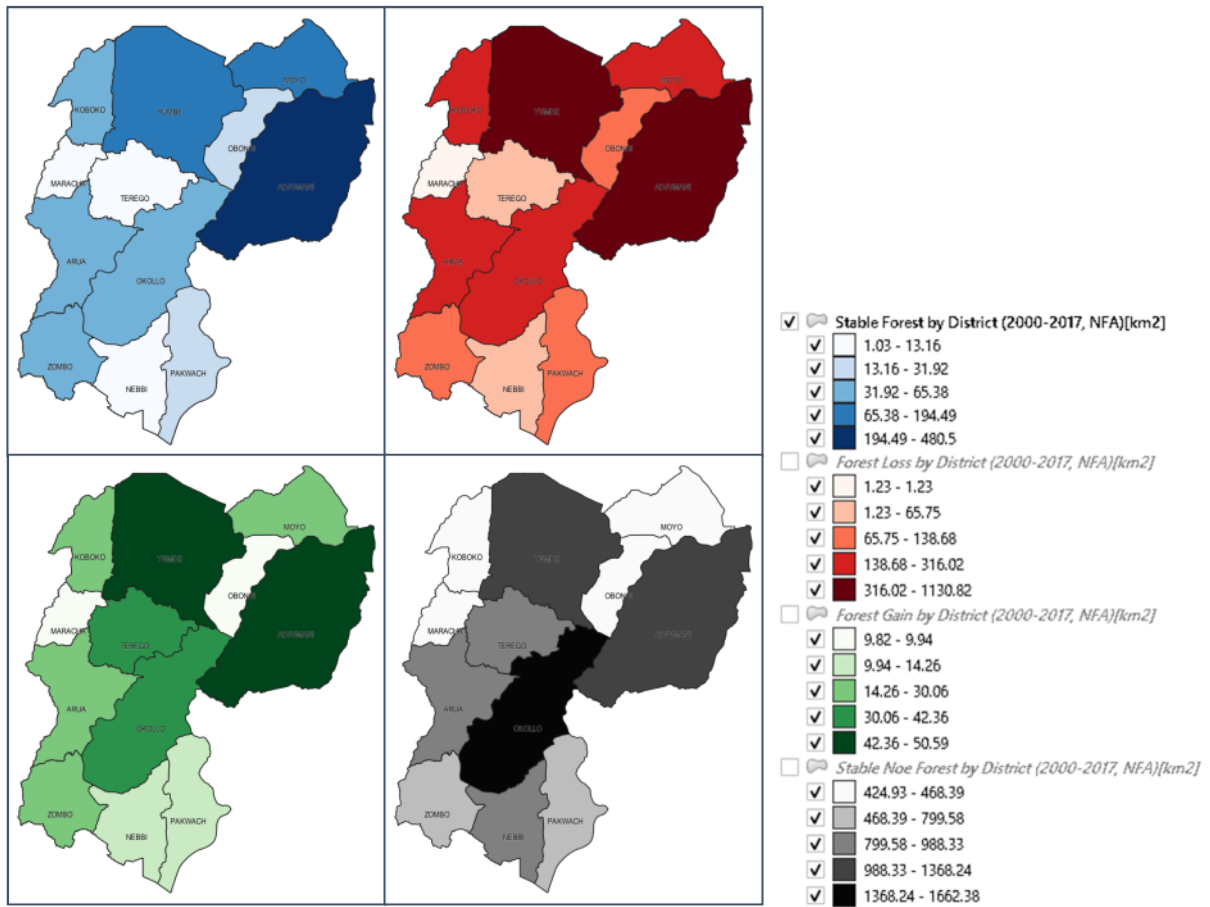 MOYO
KOBOKO
YUMBE
OBONGI
MARACHA
TEREGO
ADJUMANI
ARUA
OKOLLO
ZOMBO
NEBBI
PAKWACH
MOYO
KOBOKO
YUMBE
OBONGI
MARACHA
TEREGO
ADJUMANI
ARUA
OKOLLO
ZOMBO
NEBBI
PAKWACH
MOYO
KOBOKO
YUMBE
OBONGI
MARACHA
TEREGO
ADJUMANI
ARUA
OKOLLO
ZOMBO
NEBBI
PAKWACH
MOYO
KOBOKO
YUMBE
OBONGI
MARACHA
TEREGO
ADJUMANI
ARUA
OKOLLO
ZOMBO
NEBBI
PAKWACH
Stable Forest by District (2000-2017, NFA)[km2]
1.03 - 13.16
13.16 - 31.92
31.92 - 65.38
65.38 - 194.49
194.49 - 480.5
Forest Loss by District (2000-2017, NFA)[km2]
1.23 - 1.23
1.23 - 65.75
65.75 - 138.68
138.68 - 316.02
316.02 - 1130.82
Forest Gain by District (2000-2017, NFA)[km2]
9.82 - 9.94
9.94 - 14.26
14.26 - 30.06
30.06 - 42.36
42.36 - 50.59
Stable Noe Forest by District (2000-2017, NFA)[km2]
424.93 - 468.39
468.39 - 799.58
799.58 - 988.33
988.33 - 1368.24
1368.24 - 1662.38